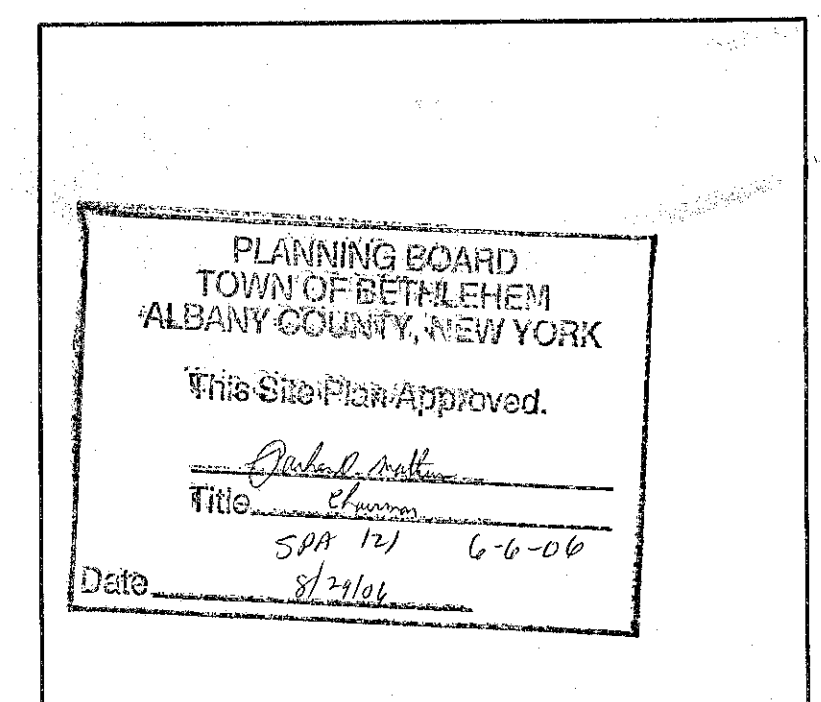 PLANNING BOARD
TOWN OF BETHLEHEM
ALBANY COUNTY, NEW YORK
This Site Plan Approved.
Title Chairman
SPA 121 6-6-06
Date 8/29/06